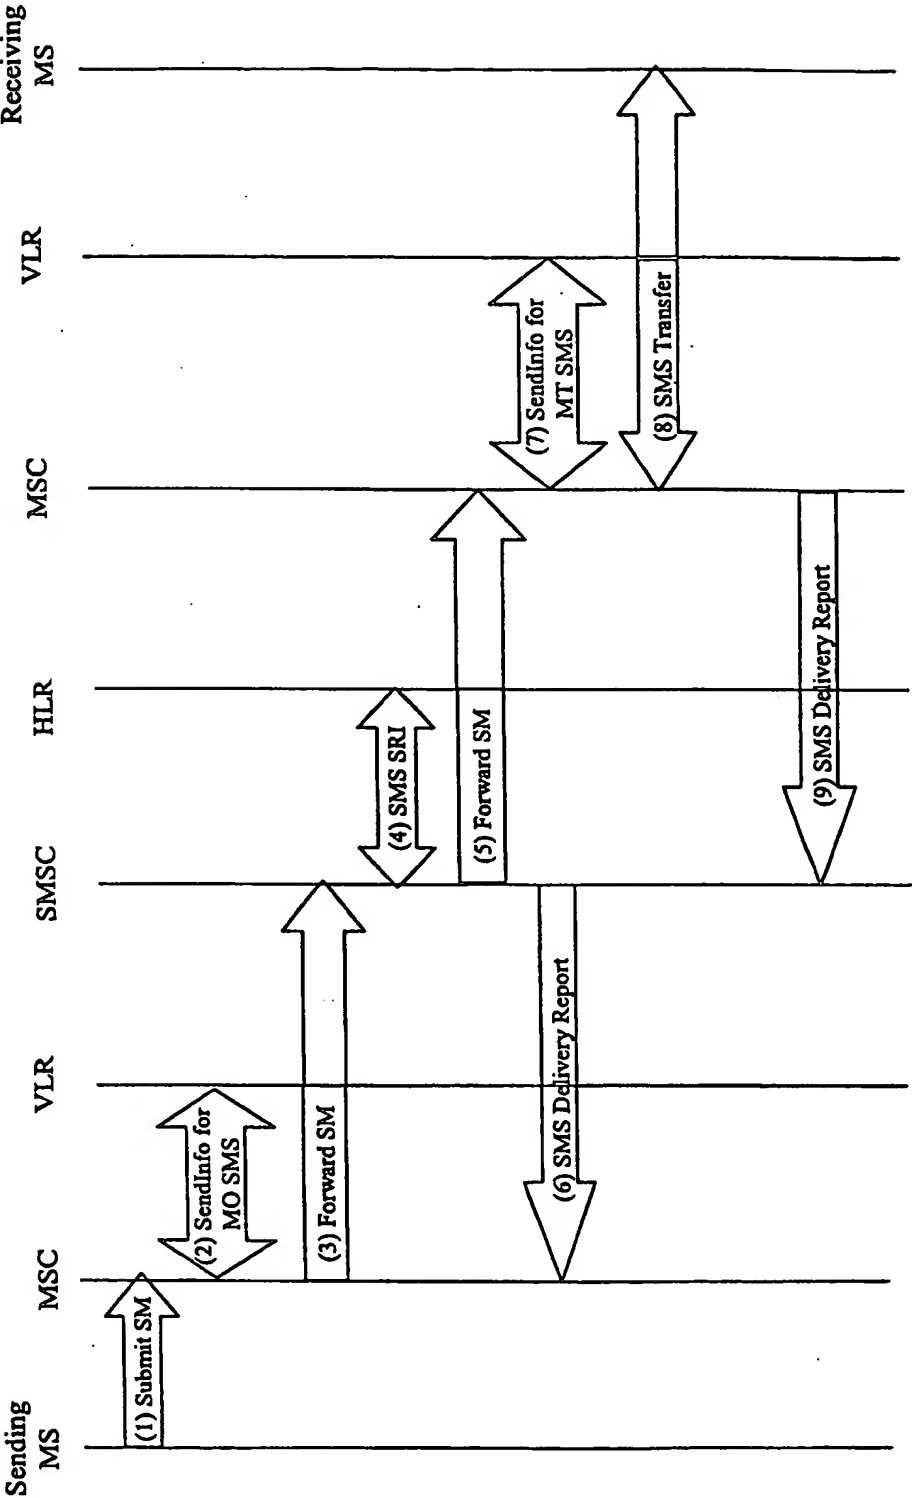 Sending
MS
MSC
VLR
SMSC
HLR
MSC
VLR
Receiving
MS
(1) Submit SM
(2) SendInfo for
MO SMS
(3) Forward SM
(4) SMS SRI
(5) Forward SM
(6) SMS Delivery Report
(7) SendInfo for
MT SMS
(8) SMS Transfer
(9) SMS Delivery Report